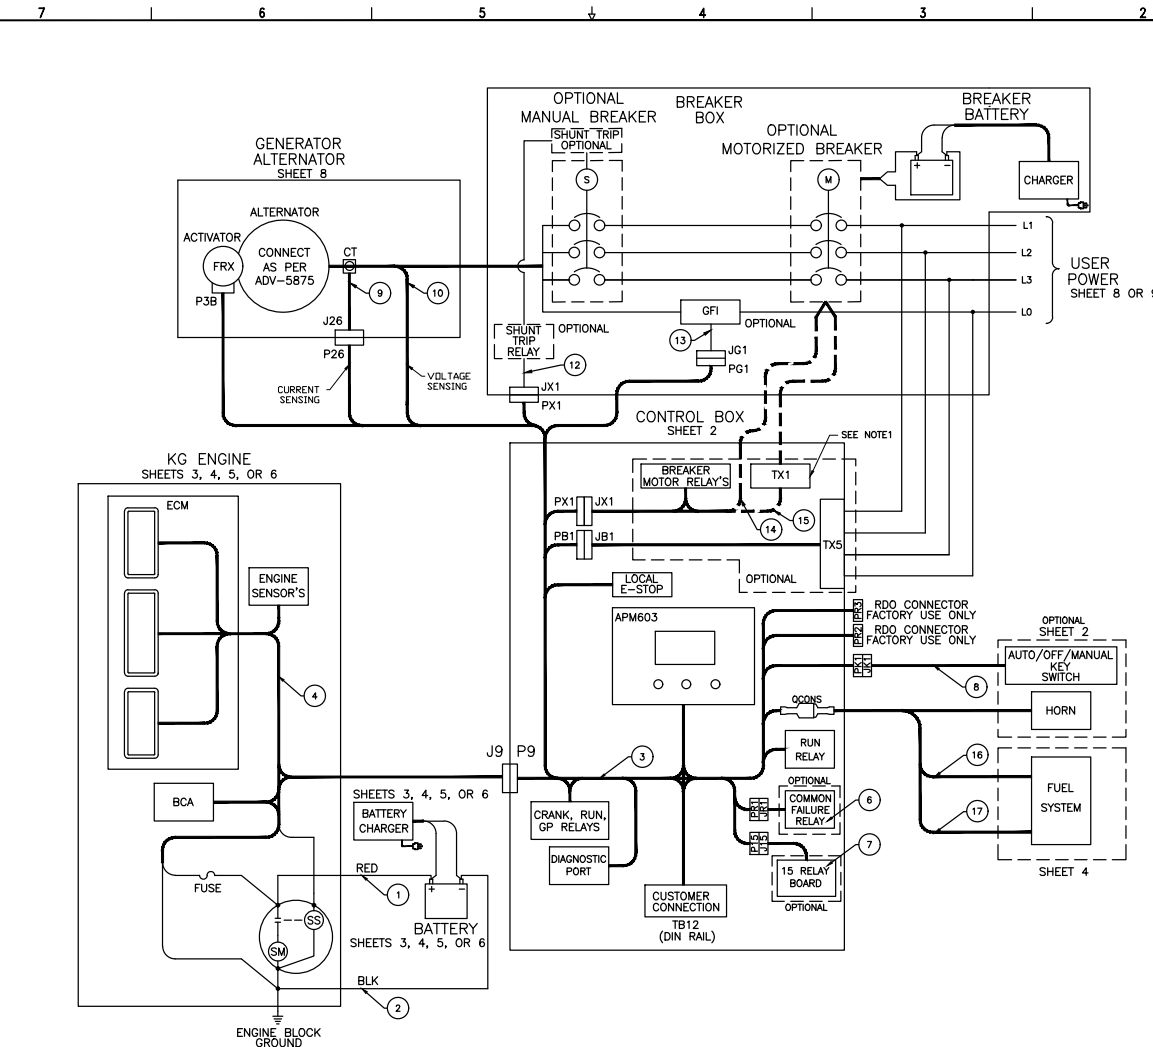 7
6
5
4
3
2
OPTIONAL
MANUAL BREAKER
SHUNT TRIP
OPTIONAL
BREAKER
BOX
OPTIONAL
MOTORIZED BREAKER
BREAKER
BATTERY
+ -
CHARGER
S
M
GENERATOR
ALTERNATOR
SHEET 8
ALTERNATOR
ACTIVATOR
FRX
CONNECT
AS PER
ADV-5875
P3B
CT
9
10
J26
P26
CURRENT
SENSING
VOLTAGE
SENSING
L1
L2
L3
L0
USER
POWER
SHEET 8 OR 9
GFI
OPTIONAL
13
JG1
PG1
SHUNT
TRIP
RELAY
OPTIONAL
12
JX1
PX1
CONTROL BOX
SHEET 2
SEE NOTE1
BREAKER
MOTOR RELAY'S
TX1
PX1
JX1
14
15
PB1
JB1
TX5
OPTIONAL
LOCAL
E-STOP
APM603
PR3
RDO CONNECTOR
FACTORY USE ONLY
PR2
RDO CONNECTOR
FACTORY USE ONLY
PK1
JK1
8
OPTIONAL
SHEET 2
AUTO/OFF/MANUAL
KEY
SWITCH
HORN
QCONS
RUN
RELAY
16
17
FUEL
SYSTEM
SHEET 4
OPTIONAL
COMMON
FAILURE
RELAY
PR1
JR1
6
P15
J15
7
15 RELAY
BOARD
OPTIONAL
J9
P9
3
CRANK, RUN,
GP RELAYS
DIAGNOSTIC
PORT
CUSTOMER
CONNECTION
TB12
(DIN RAIL)
KG ENGINE
SHEETS 3, 4, 5, OR 6
ECM
ENGINE
SENSOR'S
4
BCA
SHEETS 3, 4, 5, OR 6
BATTERY
CHARGER
FUSE
RED
1
+ -
BATTERY
SHEETS 3, 4, 5, OR 6
SS
SM
BLK
2
ENGINE BLOCK
GROUND